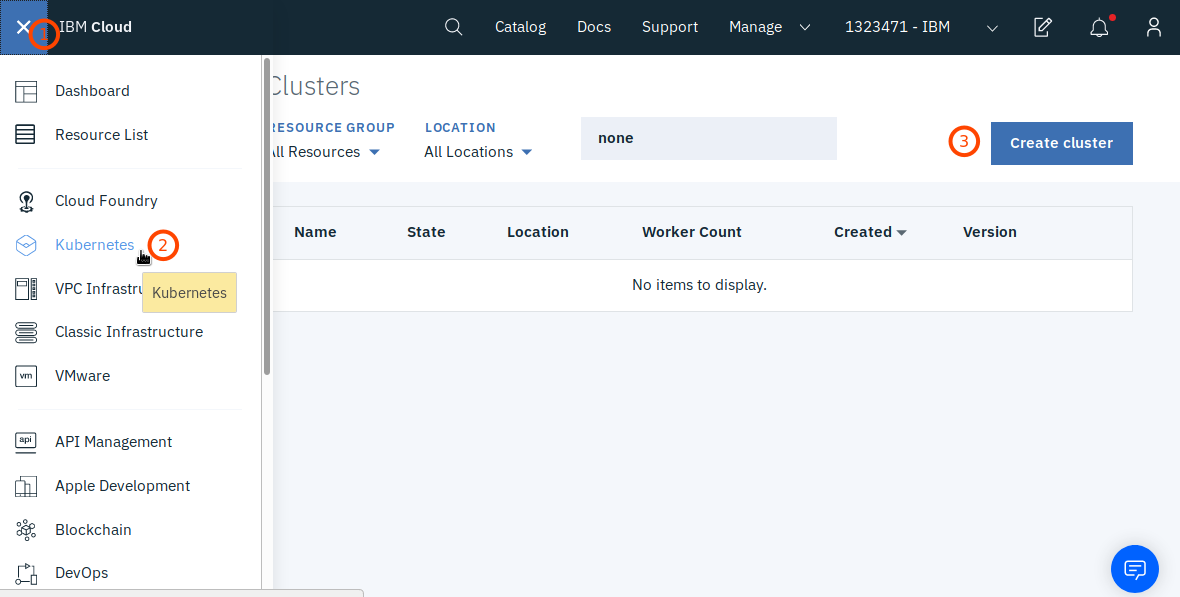 1 IBM Cloud Catalog Docs Support Manage 1323471 - IBM
Dashboard
Resource List
Cloud Foundry
Kubernetes 2
VPC Infrastru
Kubernetes
Classic Infrastructure
vm VMware
api API Management
Apple Development
Blockchain
DevOps
Clusters
RESOURCE GROUP LOCATION
All Resources All Locations
none
3 Create cluster
Name State Location Worker Count Created Version
No items to display.